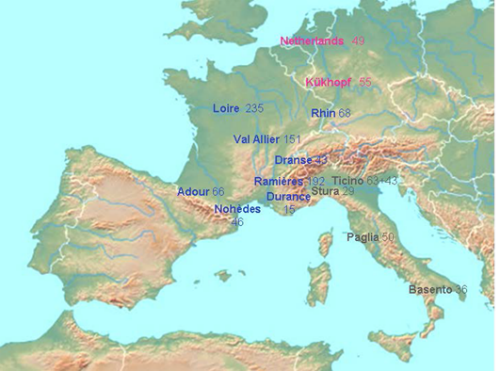 Netherlands 49
Kükhopf 55
Loire 235
Rhin 68
Val Allier 151
Dranse 43
Ramières 192 Ticino 63+43
Adour 66
Durance
Stura 29
Nohèdes
15
46
Paglia 50
Basento 36